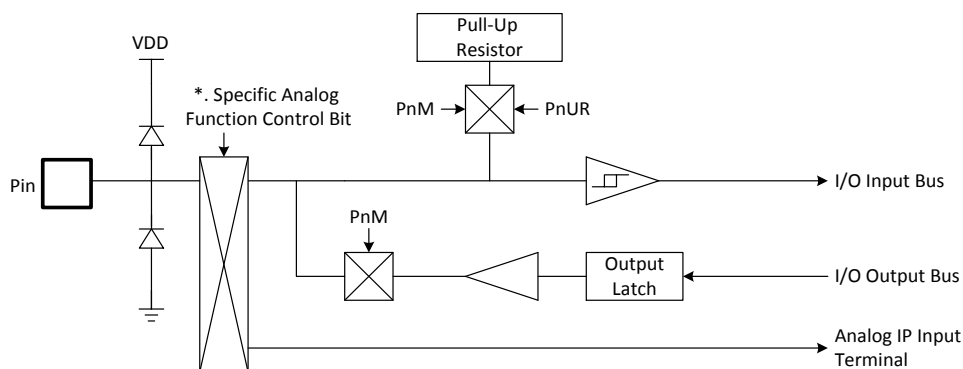 Pull-Up
Resistor
VDD
*. Specific Analog
Function Control Bit
PnM
PnUR
Pin
I/O Input Bus
PnM
Output
Latch
I/O Output Bus
Analog IP Input
Terminal